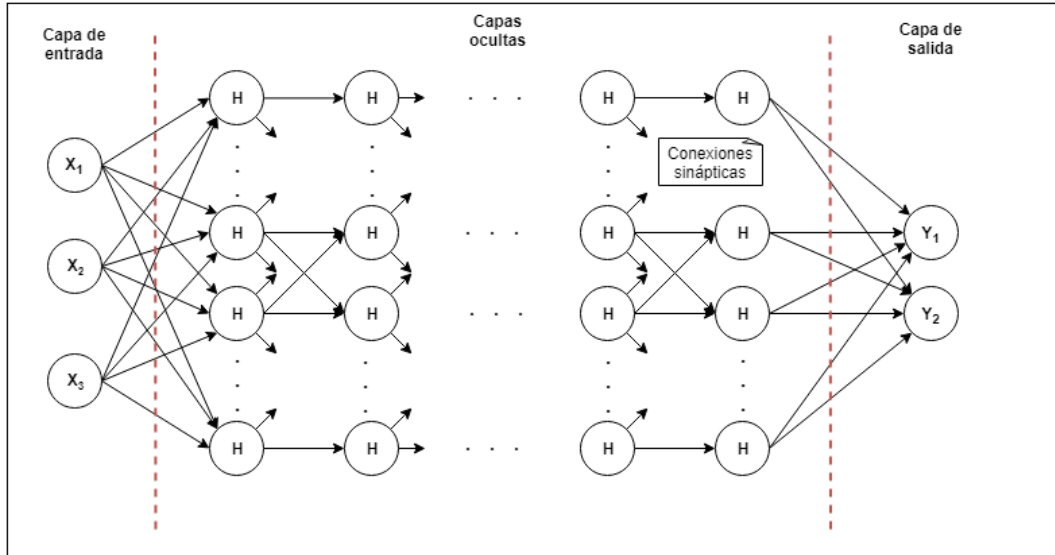 Capa de
entrada
Capas
ocultas
Capa de
salida
H H . . . H H
X₁
Conexiones
sinápticas
H H . . . H H Y₁
X₂
H H . . . H H Y₂
X₃
H H . . . H H